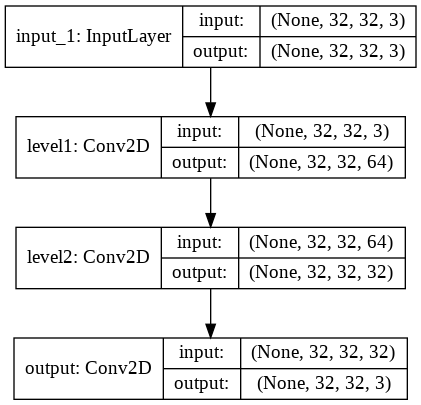 input_1: InputLayer
input: (None, 32, 32, 3)
output: (None, 32, 32, 3)
level1: Conv2D
input: (None, 32, 32, 3)
output: (None, 32, 32, 64)
level2: Conv2D
input: (None, 32, 32, 64)
output: (None, 32, 32, 32)
output: Conv2D
input: (None, 32, 32, 32)
output: (None, 32, 32, 3)